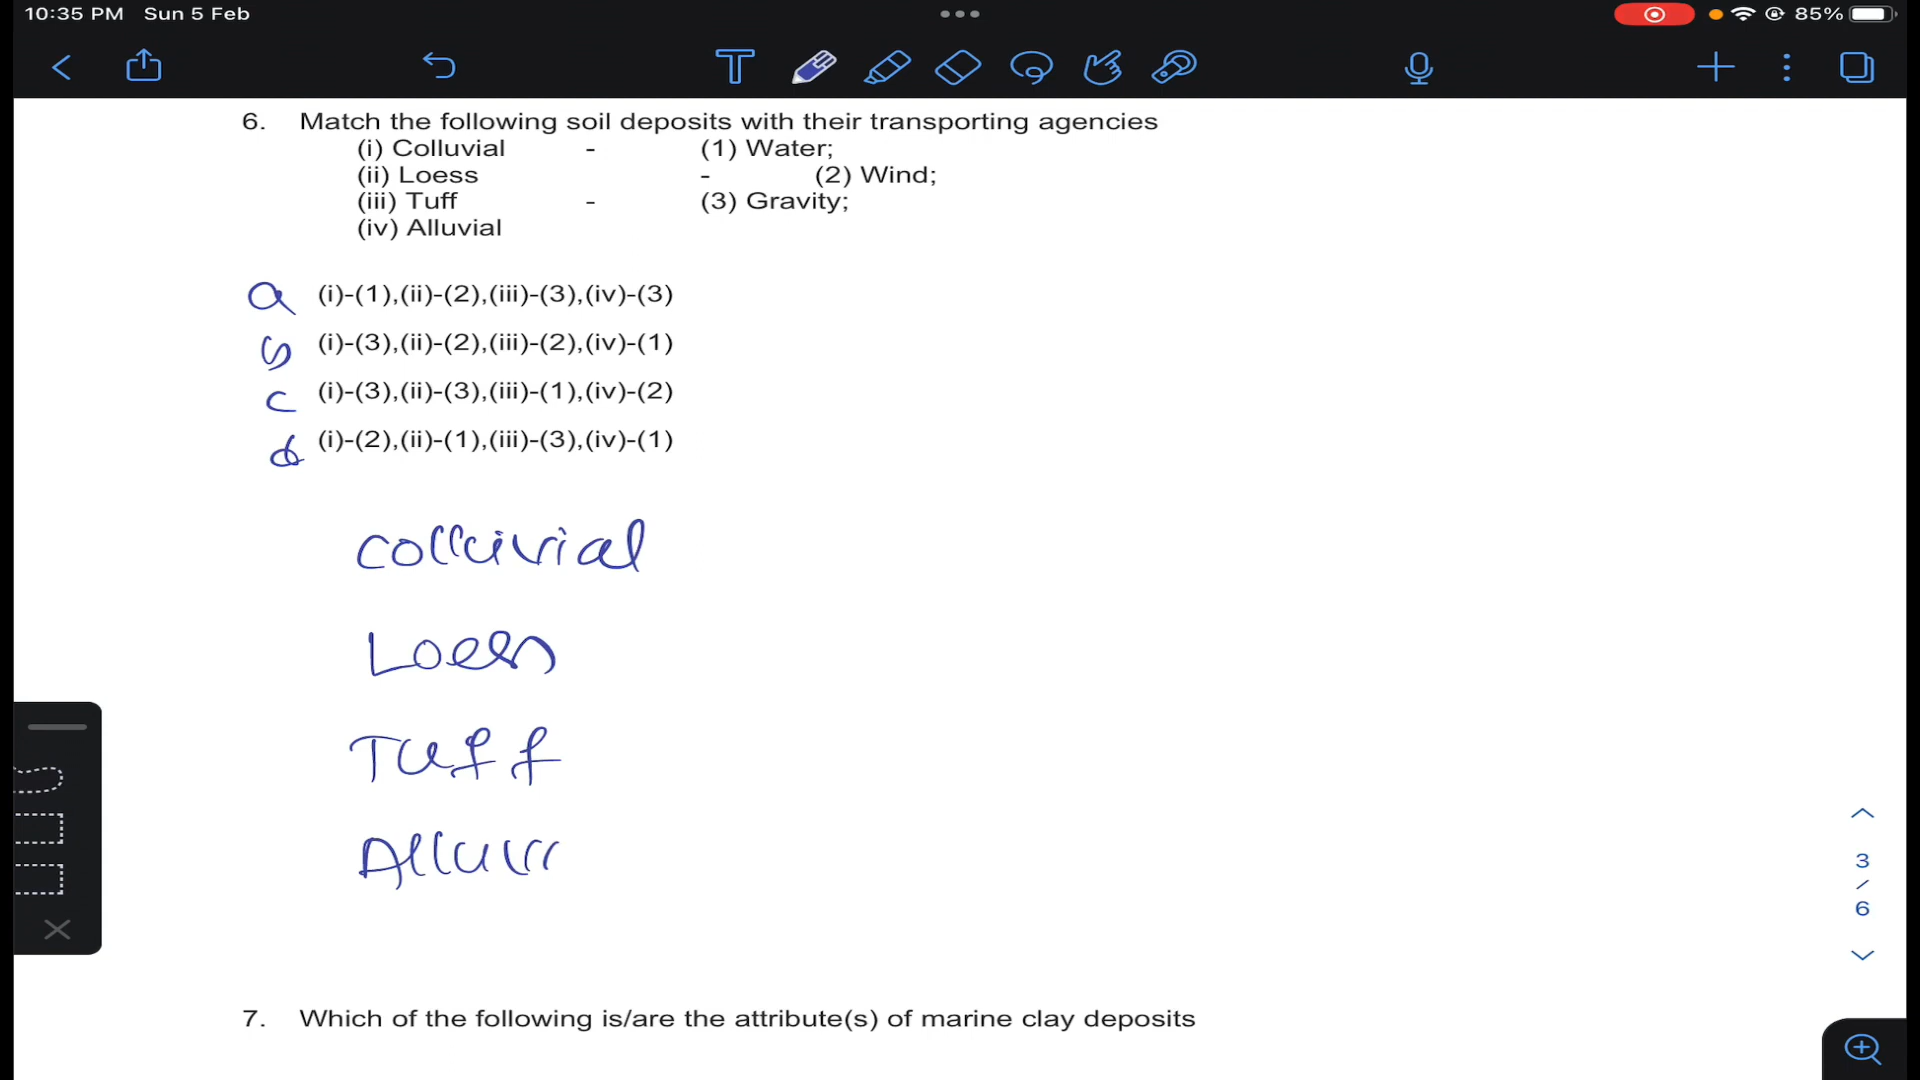 10:35 PM Sun 5 Feb
85%
6. Match the following soil deposits with their transporting agencies
(i) Colluvial - (1) Water;
(ii) Loess - (2) Wind;
(iii) Tuff - (3) Gravity;
(iv) Alluvial
a (i)-(1),(ii)-(2),(iii)-(3),(iv)-(3)
b (i)-(3),(ii)-(2),(iii)-(2),(iv)-(1)
c (i)-(3),(ii)-(3),(iii)-(1),(iv)-(2)
d (i)-(2),(ii)-(1),(iii)-(3),(iv)-(1)
Colluvial
Loess
Tuff
Alluvi
3
/
6
7. Which of the following is/are the attribute(s) of marine clay deposits